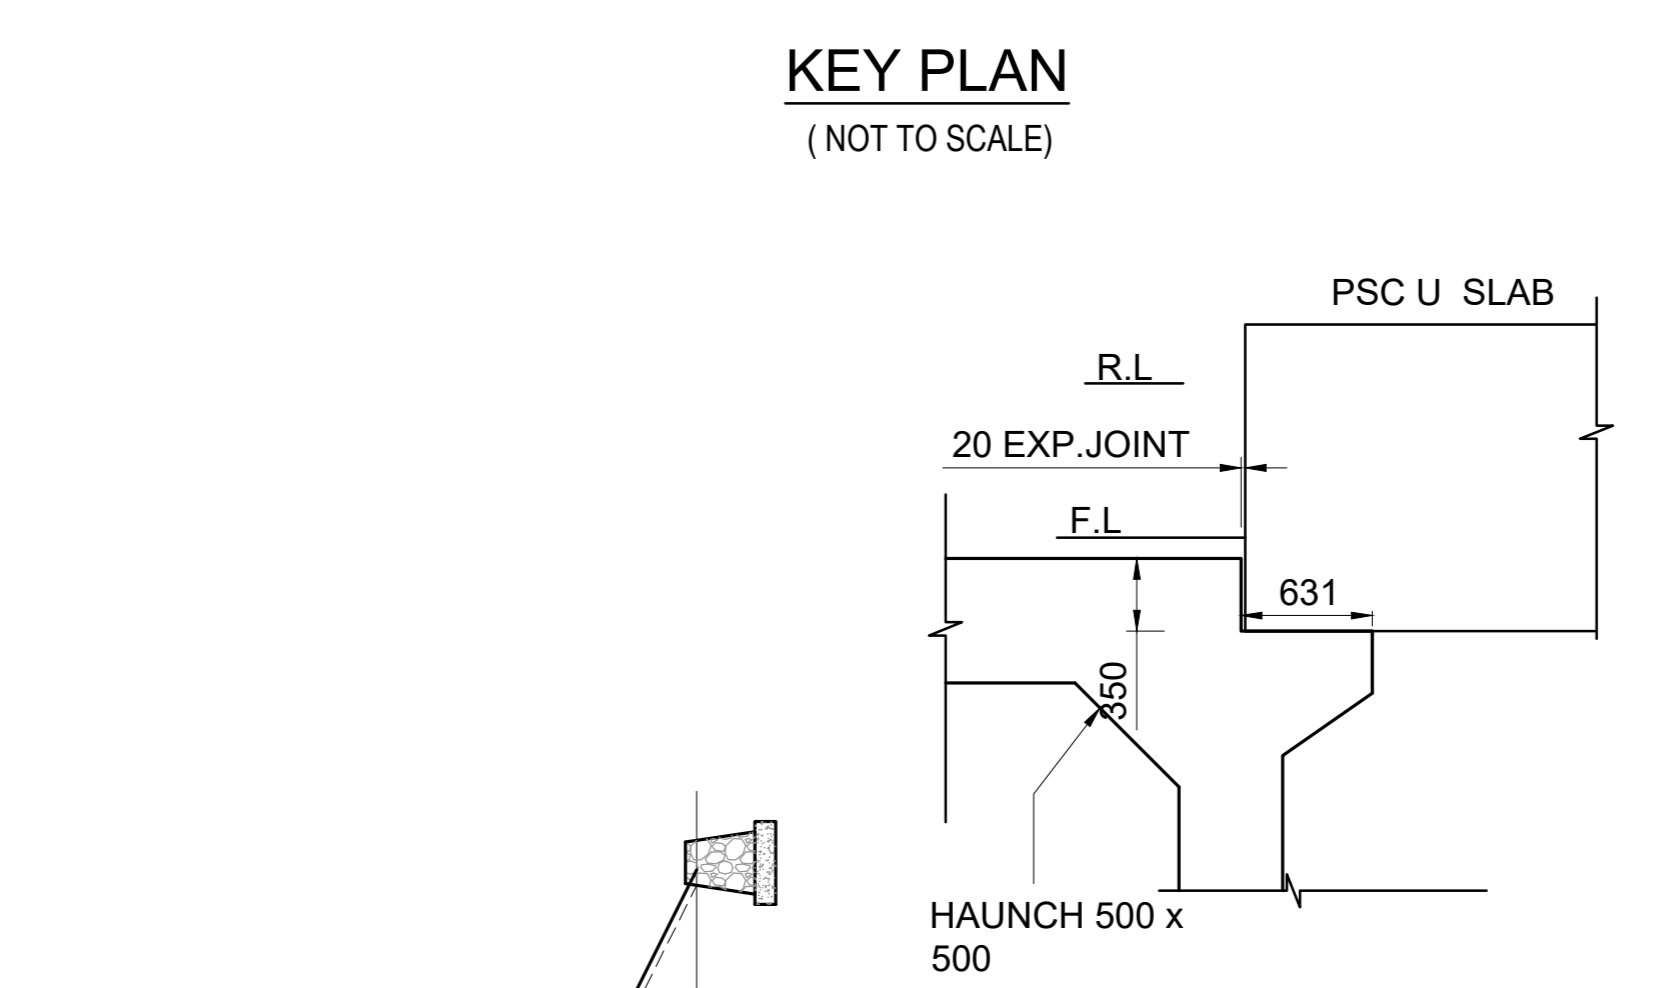 KEY PLAN
( NOT TO SCALE)
PSC U  SLAB
R.L
20 EXP.JOINT
F.L
631
350
HAUNCH 500 x
500